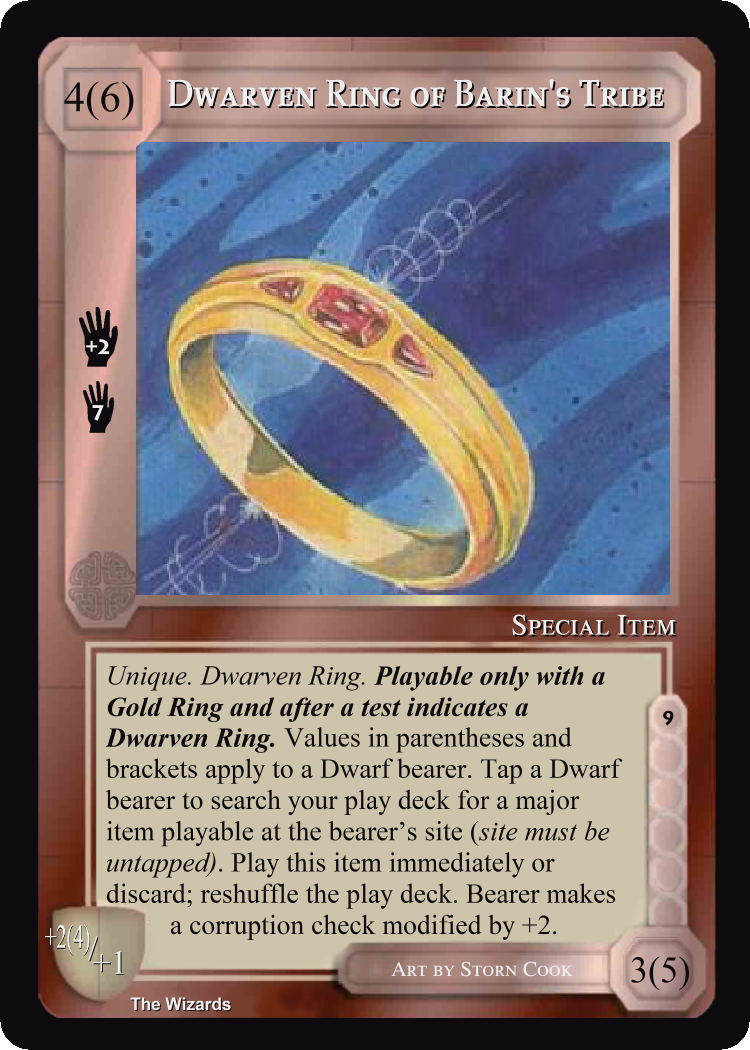 4(6)
Dwarven Ring of Barin's Tribe
+2
7
Special Item
Unique. Dwarven Ring. Playable only with a
Gold Ring and after a test indicates a
Dwarven Ring. Values in parentheses and
brackets apply to a Dwarf bearer. Tap a Dwarf
bearer to search your play deck for a major
item playable at the bearer’s site (site must be
untapped). Play this item immediately or
discard; reshuffle the play deck. Bearer makes
a corruption check modified by +2.
9
+2(4)/+1
Art by Storn Cook
3(5)
The Wizards